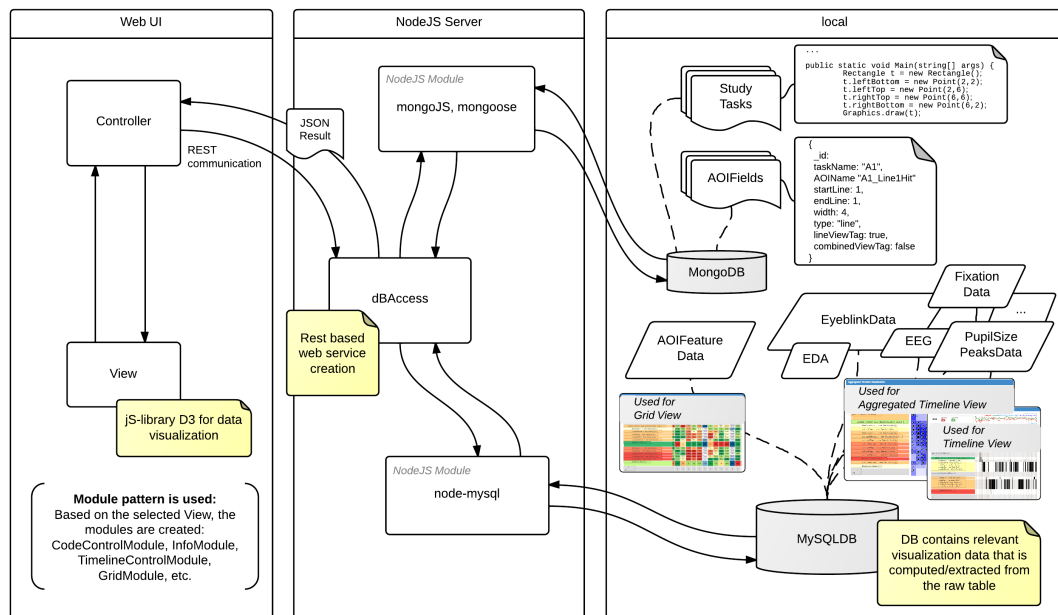 Web UI
NodeJS Server
local
Controller
REST
communication
View
jS-library D3 for data
visualization
Module pattern is used:
Based on the selected View, the
modules are created:
CodeControlModule, InfoModule,
TimelineControlModule,
GridModule, etc.
NodeJS Module
mongoJS, mongoose
JSON
Result
dBAccess
Rest based
web service
creation
NodeJS Module
node-mysql
Study
Tasks
...
public static void Main(string[] args) {
Rectangle t = new Rectangle();
t.leftBottom = new Point(2,2);
t.leftTop = new Point(2,6);
t.rightTop = new Point(6,6);
t.rightBottom = new Point(6,2);
Graphics.draw(t);
AOIFields
{
_id:
taskName: "A1",
AOIName "A1_Line1Hit"
startLine: 1,
endLine: 1,
width: 4,
type: "line",
lineViewTag: true,
combinedViewTag: false
}
MongoDB
Fixation
Data
EyeblinkData
...
AOIFeature
Data
EDA
EEG
PupilSize
PeaksData
Used for
Grid View
Used for
Aggregated Timeline View
Used for
Timeline View
MySQLDB
DB contains relevant
visualization data that is
computed/extracted from
the raw table